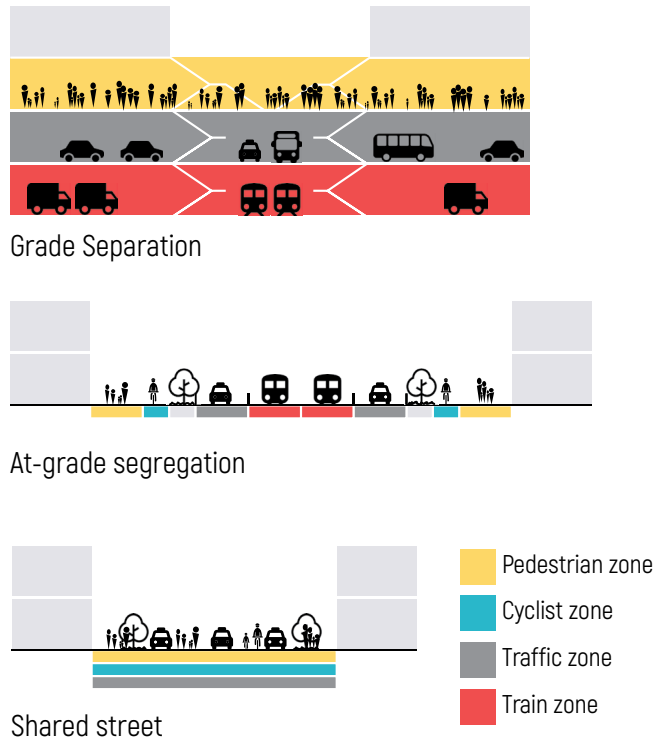 Grade Separation
At-grade segregation
Pedestrian zone
Cyclist zone
Traffic zone
Train zone
Shared street